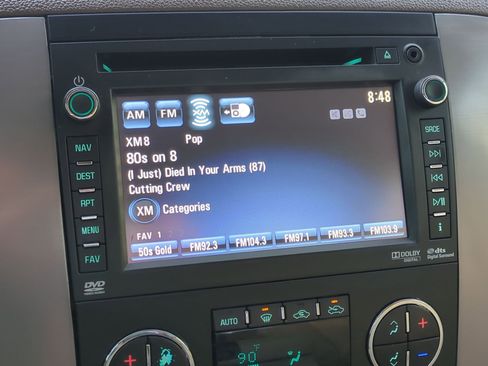 AM FM XM 8:48
XM8 Pop
80s on 8
(I Just) Died In Your Arms (87)
Cutting Crew
XM Categories
FAV 1
50s Gold FM92.3 FM104.3 FM97.1 FM93.3 FM103.9
NAV
DEST
RPT
MENU
FAV
SRCE
i
DVD
DOLBY
DIGITAL
dts
Digital Surround
AUTO
90 °F